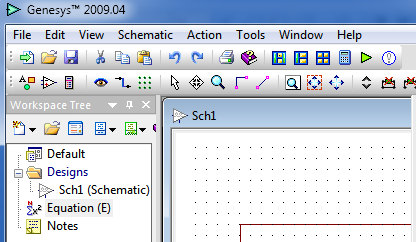 Genesys™ 2009.04
File Edit View Schematic Action Tools Window Help
Workspace Tree
Sch1
Default
Designs
Sch1 (Schematic)
Equation (E)
Notes